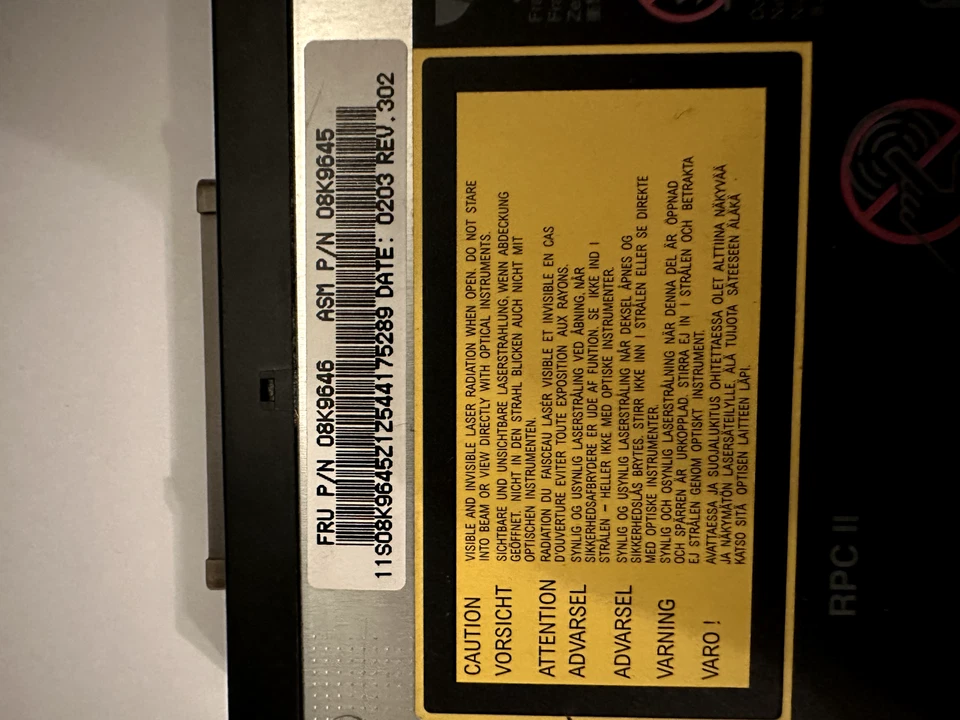 FRU P/N 08K9646 ASM P/N 08K9645
11S08K9645Z1Z544175289 DATE: 0203 REV.302
CAUTION VISIBLE AND INVISIBLE LASER RADIATION WHEN OPEN. DO NOT STARE
INTO BEAM OR VIEW DIRECTLY WITH OPTICAL INSTRUMENTS.
VORSICHT SICHTBARE UND UNSICHTBARE LASERSTRAHLUNG, WENN ABDECKUNG
GEÖFFNET. NICHT IN DEN STRAHL BLICKEN AUCH NICHT MIT
OPTISCHEN INSTRUMENTEN.
ATTENTION RADIATION DU FAISCEAU LASÉR VISIBLE ET INVISIBLE EN CAS
D'OUVERTURE EVITER TOUTE EXPOSITION AUX RAYONS.
ADVARSEL SYNLIG OG USYNLIG LASERSTRÅLING VED ÅBNING, NÅR
SIKKERHEDSAFBRYDERE ER UDE AF FUNTION. SE IKKE IND I
STRÅLEN – HELLER IKKE MED OPTISKE INSTRUMENTER.
ADVARSEL SYNLIG OG USYNLIG LASERSTRÅLING NÅR DEKSEL ÅPNES OG
SIKKERHEDSLÅS BRYTES. STIRR IKKE INN I STRÅLEN ELLER SE DIREKTE
MED OPTISKE INSTRUMENTER.
VARNING SYNLIG OCH OSYNLIG LASERSTRÅLNING NÄR DENNA DEL ÄR ÖPPNAD
OCH SPÄRREN ÄR URKOPPLAD. STIRRA EJ IN I STRÅLEN OCH BETRAKTA
EJ STRÅLEN GENOM OPTISKT INSTRUMENT.
VARO ! AVATTAESSA JA SUOJALUKITUS OHITETTAESSA OLET ALTTIINA NÄKYVÄÄ
JA NÄKYMÄTÖN LASERSÄTEILYLLE. ÄLÄ TUIJOTA SÄTEESEEN ÄLÄKÄ
KATSO SITÄ OPTISEN LAITTEEN LÄPI.
RPC II